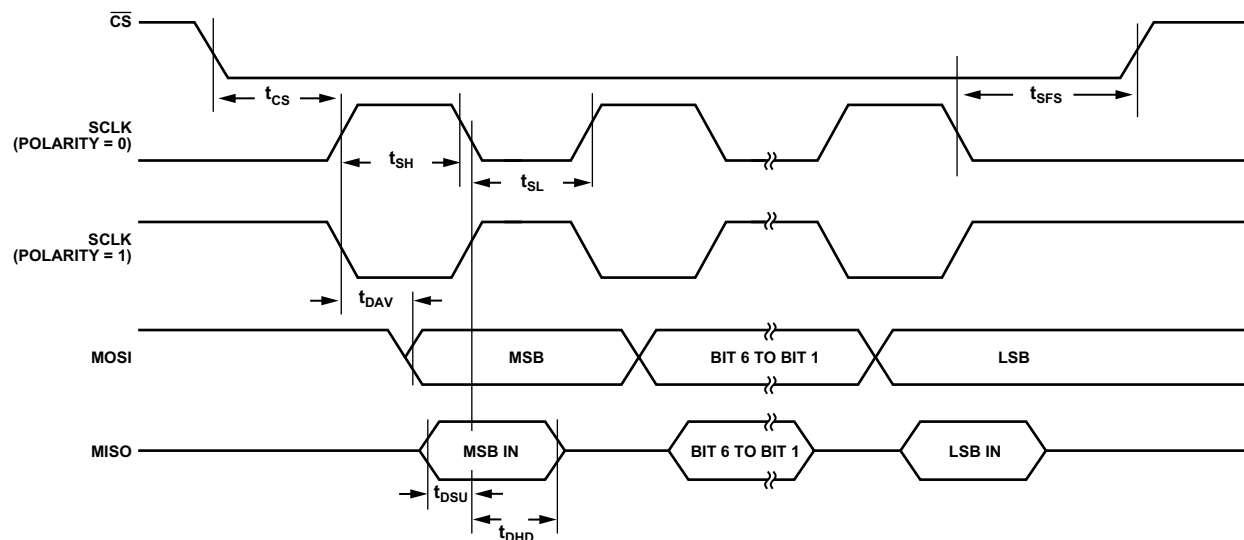 CS
tCS
tSFS
SCLK
(POLARITY = 0)
tSH
tSL
SCLK
(POLARITY = 1)
tDAV
MOSI
MSB
BIT 6 TO BIT 1
LSB
MISO
MSB IN
BIT 6 TO BIT 1
LSB IN
tDSU
tDHD